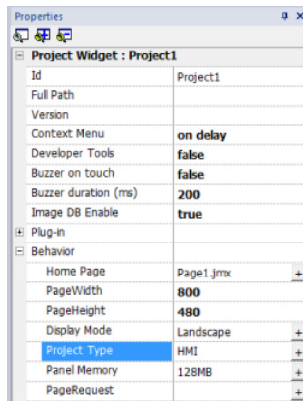 Properties
Project Widget : Project1
Id Project1
Full Path
Version
Context Menu on delay
Developer Tools false
Buzzer on touch false
Buzzer duration (ms) 200
Image DB Enable true
Plug-in
Behavior
Home Page Page1.jmx +
PageWidth 800
PageHeight 480
Display Mode Landscape +
Project Type HMI +
Panel Memory 128MB +
PageRequest +